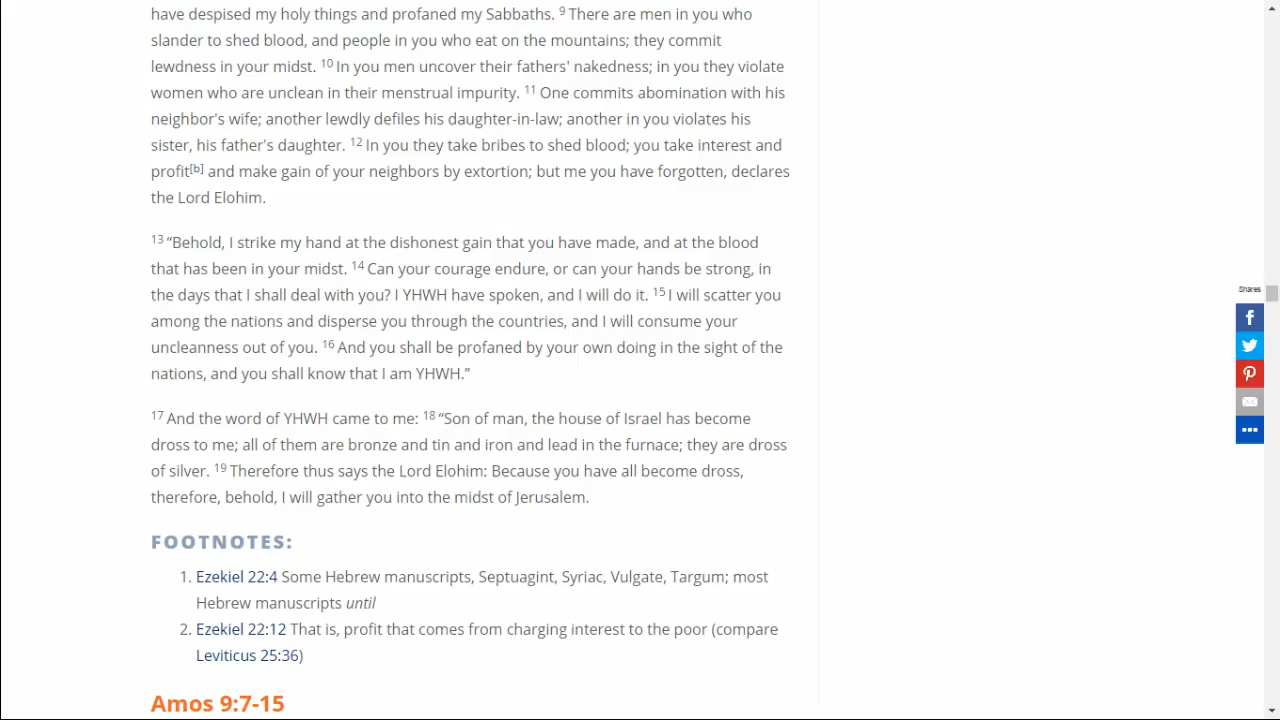 have despised my holy things and profaned my Sabbaths. 9 There are men in you who
slander to shed blood, and people in you who eat on the mountains; they commit
lewdness in your midst. 10 In you men uncover their fathers' nakedness; in you they violate
women who are unclean in their menstrual impurity. 11 One commits abomination with his
neighbor's wife; another lewdly defiles his daughter-in-law; another in you violates his
sister, his father's daughter. 12 In you they take bribes to shed blood; you take interest and
profit[b] and make gain of your neighbors by extortion; but me you have forgotten, declares
the Lord Elohim.
13 “Behold, I strike my hand at the dishonest gain that you have made, and at the blood
that has been in your midst. 14 Can your courage endure, or can your hands be strong, in
the days that I shall deal with you? I YHWH have spoken, and I will do it. 15 I will scatter you
among the nations and disperse you through the countries, and I will consume your
uncleanness out of you. 16 And you shall be profaned by your own doing in the sight of the
nations, and you shall know that I am YHWH.”
17 And the word of YHWH came to me: 18 “Son of man, the house of Israel has become
dross to me; all of them are bronze and tin and iron and lead in the furnace; they are dross
of silver. 19 Therefore thus says the Lord Elohim: Because you have all become dross,
therefore, behold, I will gather you into the midst of Jerusalem.
FOOTNOTES:
1. Ezekiel 22:4 Some Hebrew manuscripts, Septuagint, Syriac, Vulgate, Targum; most
Hebrew manuscripts until
2. Ezekiel 22:12 That is, profit that comes from charging interest to the poor (compare
Leviticus 25:36)
Amos 9:7-15
Shares